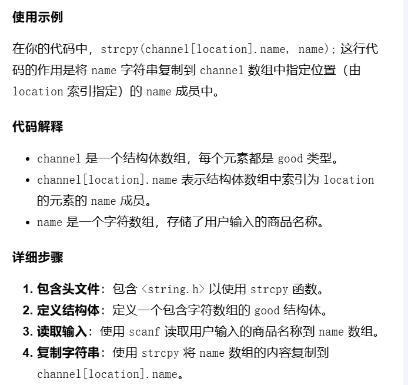 使用示例
在你的代码中，strcpy(channel[location].name, name); 这行代
码的作用是将 name 字符串复制到 channel 数组中指定位置（由
location 索引指定）的 name 成员中。
代码解释
• channel 是一个结构体数组，每个元素都是 good 类型。
• channel[location].name 表示结构体数组中索引为 location
的元素的 name 成员。
• name 是一个字符数组，存储了用户输入的商品名称。
详细步骤
1. 包含头文件：包含 <string.h> 以使用 strcpy 函数。
2. 定义结构体：定义一个包含字符数组的 good 结构体。
3. 读取输入：使用 scanf 读取用户输入的商品名称到 name 数组。
4. 复制字符串：使用 strcpy 将 name 数组的内容复制到
channel[location].name。